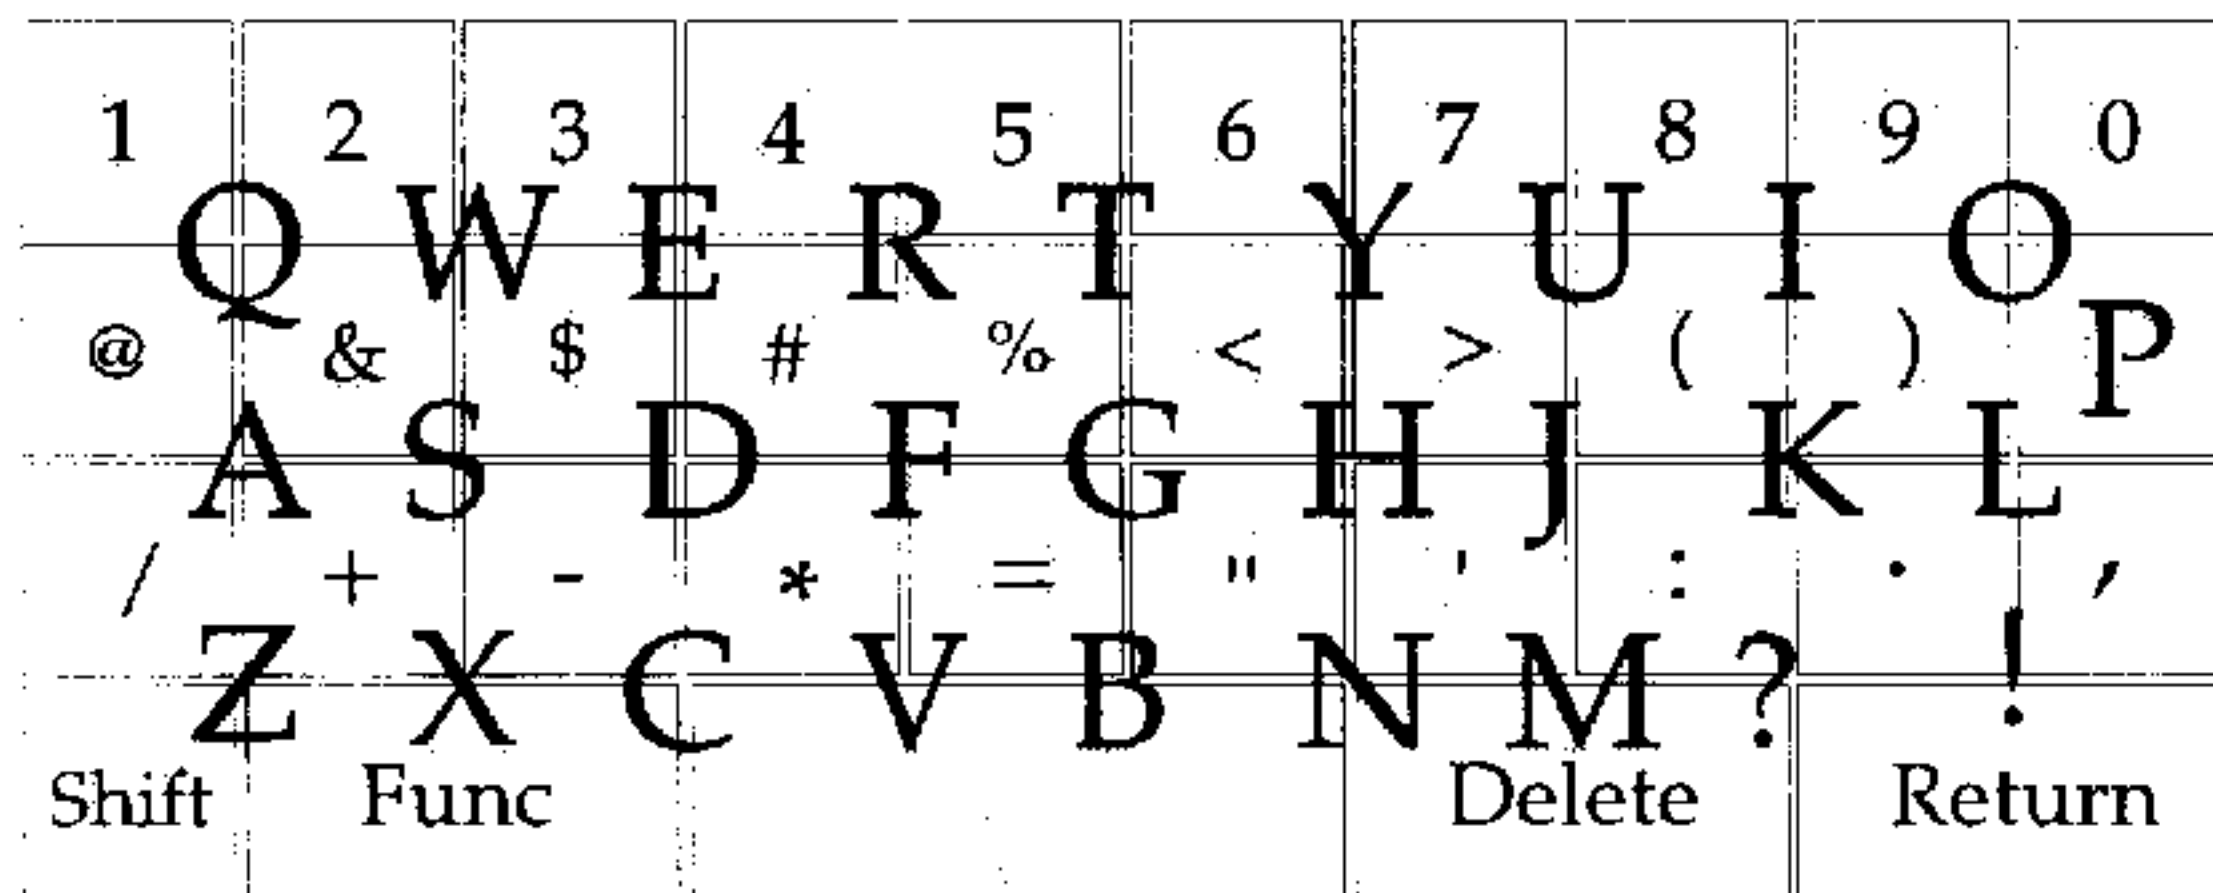 1 2 3 4 5 6 7 8 9 0
Q W E R T Y U I O P
@ & $ # % < > ( )
A S D F G H J K L
/ + - * = " ' : . ,
Z X C V B N M ? !
Shift Func Delete Return